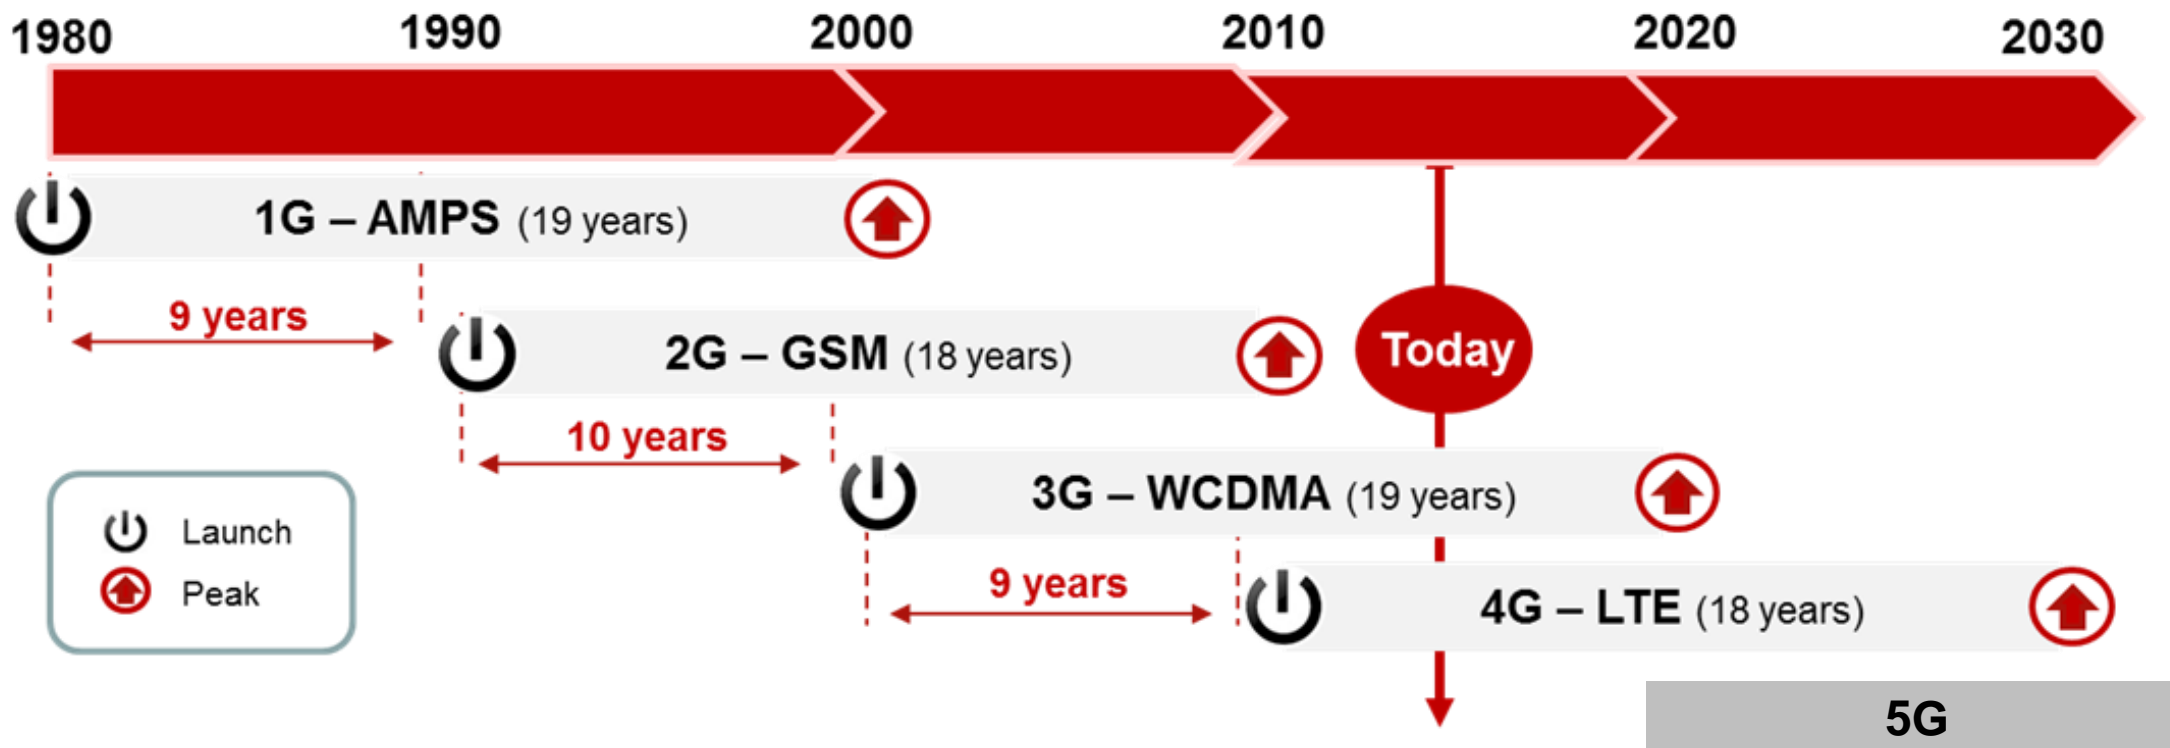 1980 1990 2000 2010 2020 2030
1G – AMPS (19 years)
9 years
2G – GSM (18 years)
Today
10 years
3G – WCDMA (19 years)
Launch
9 years
4G – LTE (18 years)
Peak
5G